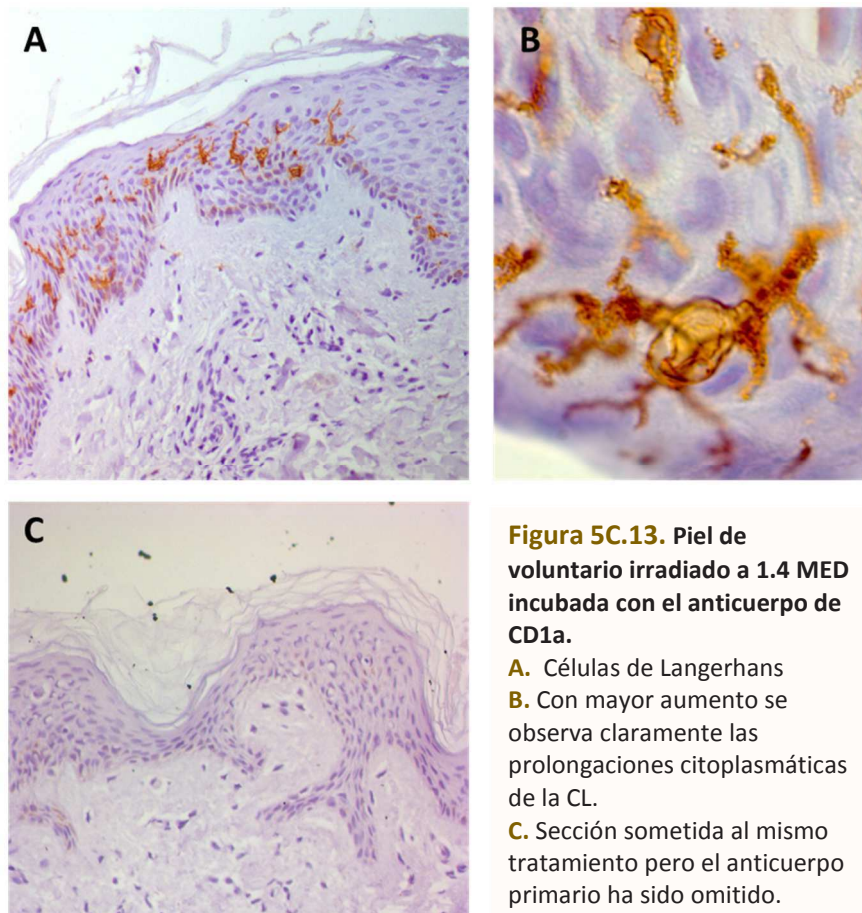 A
B
C
Figura 5C.13. Piel de
voluntario irradiado a 1.4 MED
incubada con el anticuerpo de
CD1a.
A. Células de Langerhans
B. Con mayor aumento se
observa claramente las
prolongaciones citoplasmáticas
de la CL.
C. Sección sometida al mismo
tratamiento pero el anticuerpo
primario ha sido omitido.